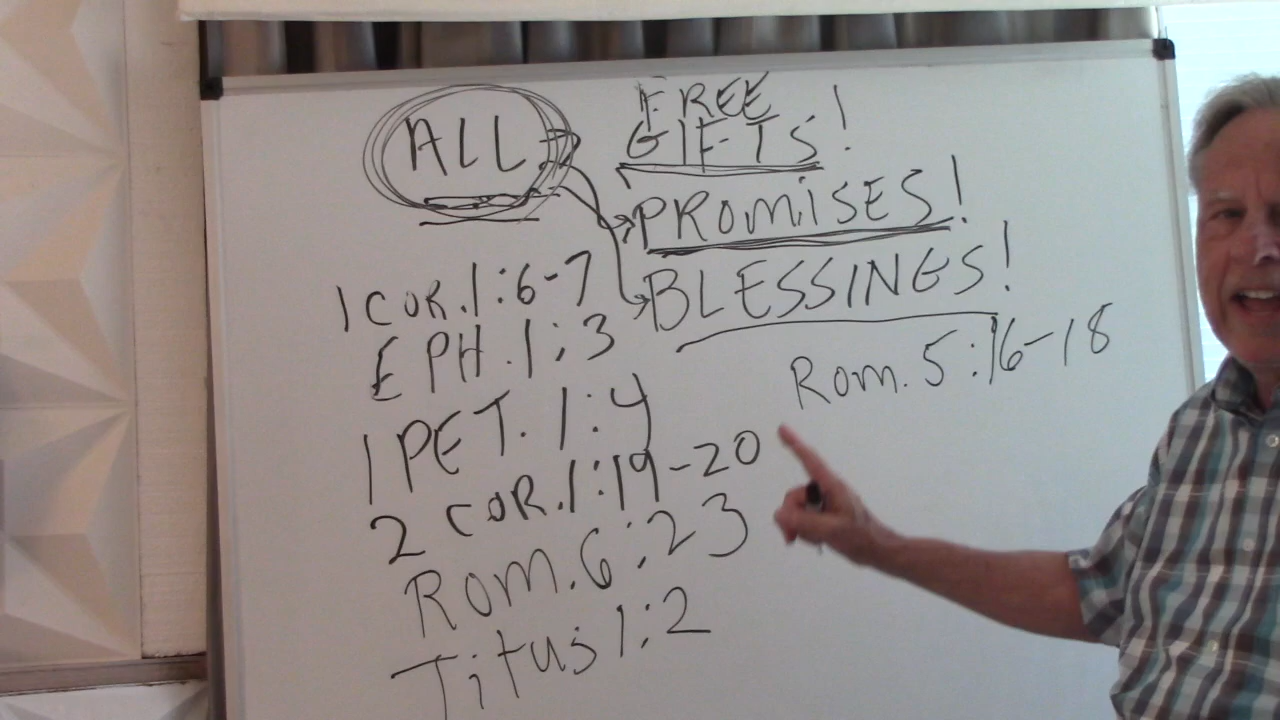 ALL
FREE
GIFTS!
PROMISES!
BLESSINGS!
1 COR. 1:6-7
EPH. 1:3
1 PET. 1:4
2 COR. 1:19-20
Rom. 6:23
Titus 1:2
Rom. 5:16-18